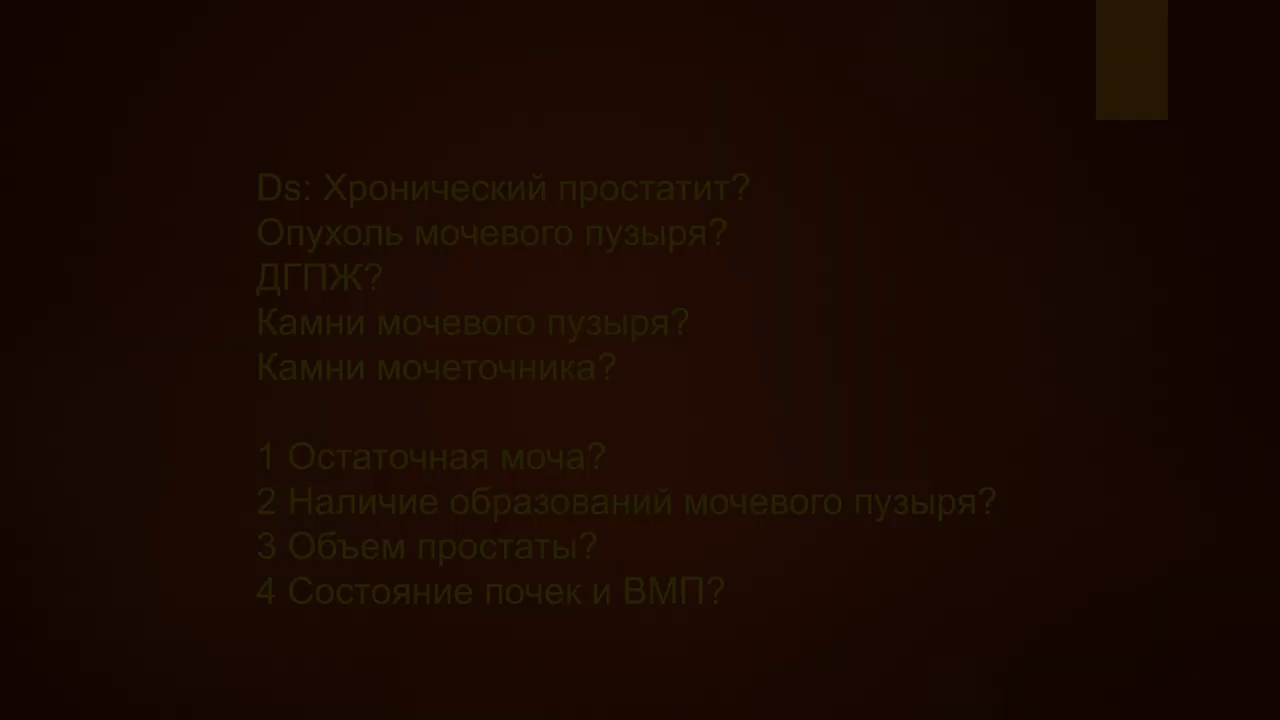 Ds: Хронический простатит?
Опухоль мочевого пузыря?
ДГПЖ?
Камни мочевого пузыря?
Камни мочеточника?
1 Остаточная моча?
2 Наличие образований мочевого пузыря?
3 Объем простаты?
4 Состояние почек и ВМП?